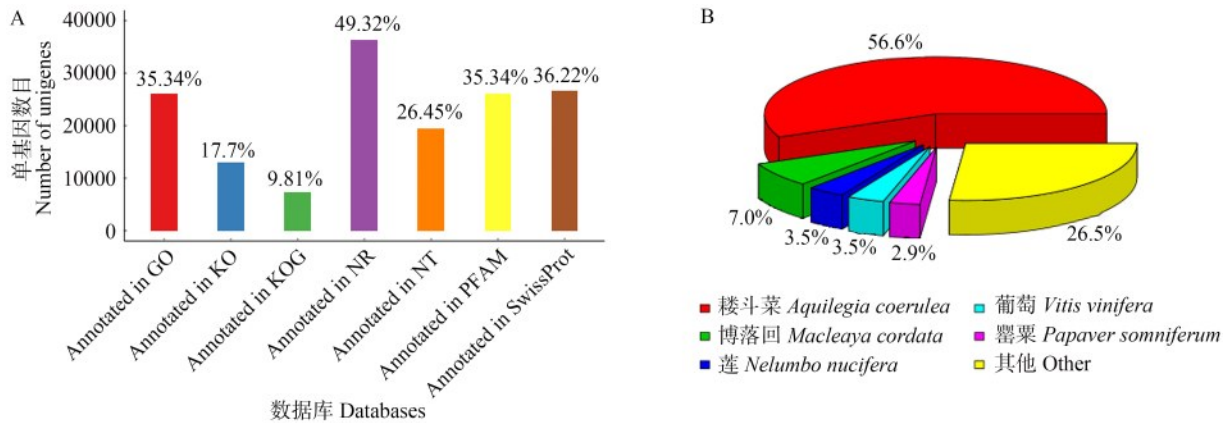 A
单基因数目
Number of unigenes
40000
30000
20000
10000
0
35.34%
17.7%
9.81%
49.32%
26.45%
35.34%
36.22%
Annotated in GO
Annotated in KO
Annotated in KOG
Annotated in NR
Annotated in NT
Annotated in PFAM
Annotated in SwissProt
数据库 Databases
B
56.6%
7.0%
3.5%
3.5%
2.9%
26.5%
耧斗菜 Aquilegia coerulea
博落回 Macleaya cordata
莲 Nelumbo nucifera
葡萄 Vitis vinifera
罂粟 Papaver somniferum
其他 Other